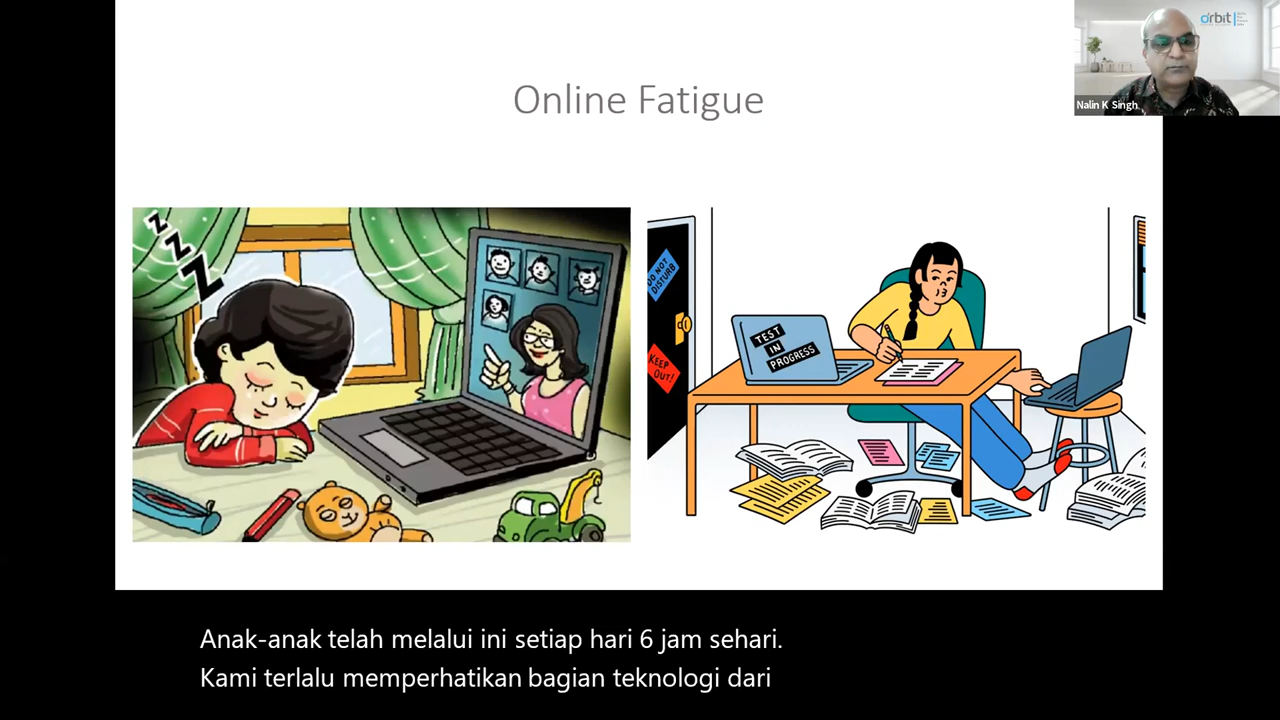 órbit
Nalin K Singh
Online Fatigue
z
z
Z
DO NOT
DISTURB
KEEP
OUT!
TEST
IN
PROGRESS
Anak-anak telah melalui ini setiap hari 6 jam sehari.
Kami terlalu memperhatikan bagian teknologi dari